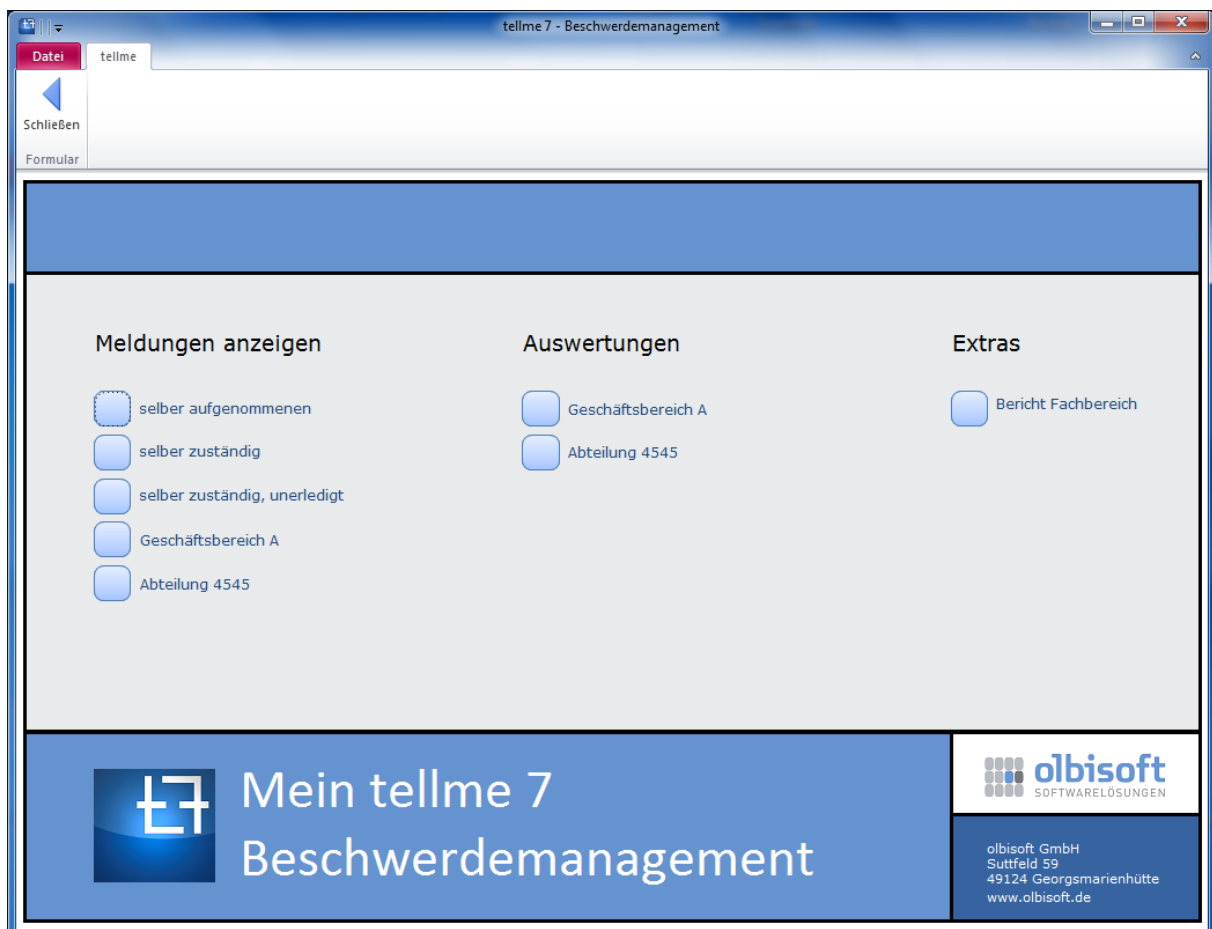 tellme 7 - Beschwerdemanagement
Datei
tellme
Schließen
Formular
Meldungen anzeigen
selber aufgenommenen
selber zuständig
selber zuständig, unerledigt
Geschäftsbereich A
Abteilung 4545
Auswertungen
Geschäftsbereich A
Abteilung 4545
Extras
Bericht Fachbereich
t7
Mein tellme 7
Beschwerdemanagement
olbisoft
SOFTWARELÖSUNGEN
olbisoft GmbH
Suttfeld 59
49124 Georgsmarienhütte
www.olbisoft.de